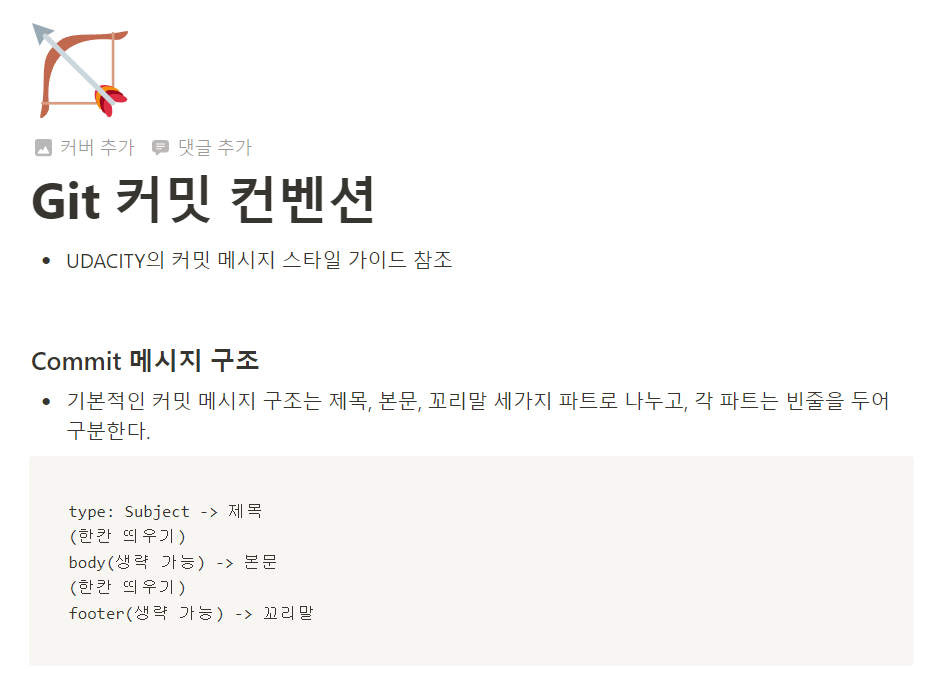 커버 추가 댓글 추가
Git 커밋 컨벤션
• UDACITY의 커밋 메시지 스타일 가이드 참조
Commit 메시지 구조
• 기본적인 커밋 메시지 구조는 제목, 본문, 꼬리말 세가지 파트로 나누고, 각 파트는 빈줄을 두어
구분한다.
type: Subject -> 제목
(한칸 띄우기)
body(생략 가능) -> 본문
(한칸 띄우기)
footer(생략 가능) -> 꼬리말